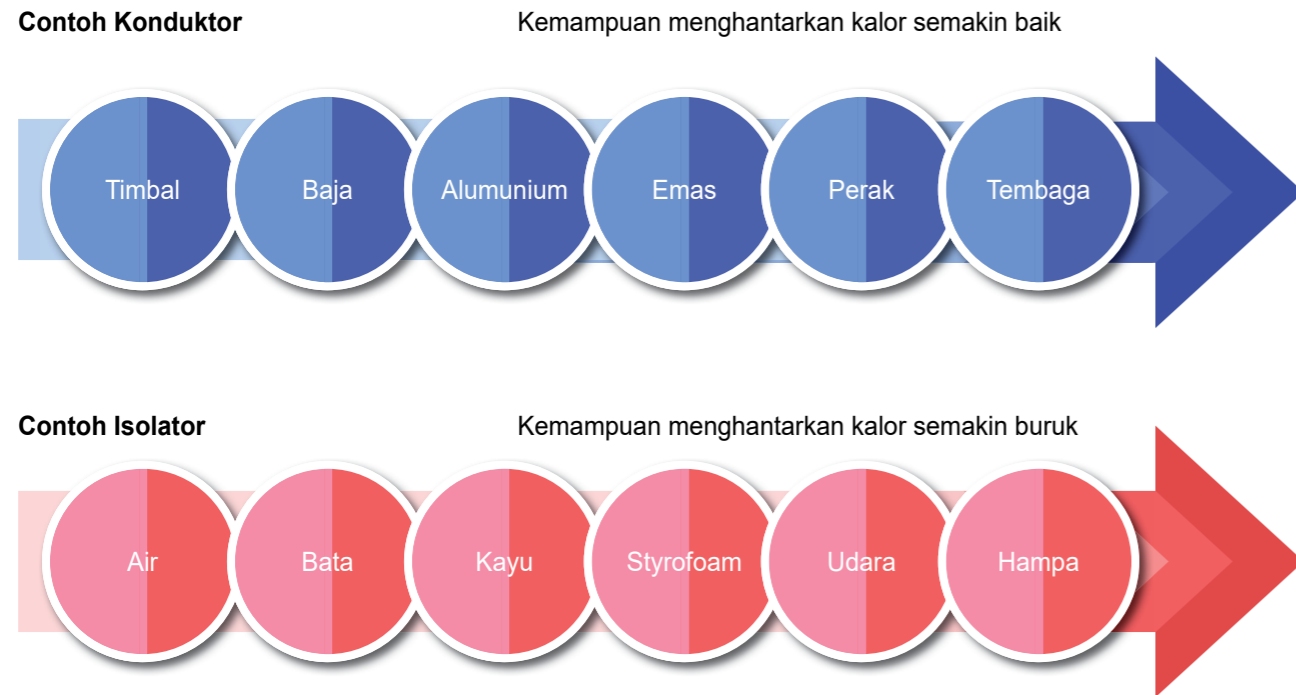 Contoh Konduktor
Kemampuan menghantarkan kalor semakin baik
Timbal
Baja
Alumunium
Emas
Perak
Tembaga
Contoh Isolator
Kemampuan menghantarkan kalor semakin buruk
Air
Bata
Kayu
Styrofoam
Udara
Hampa